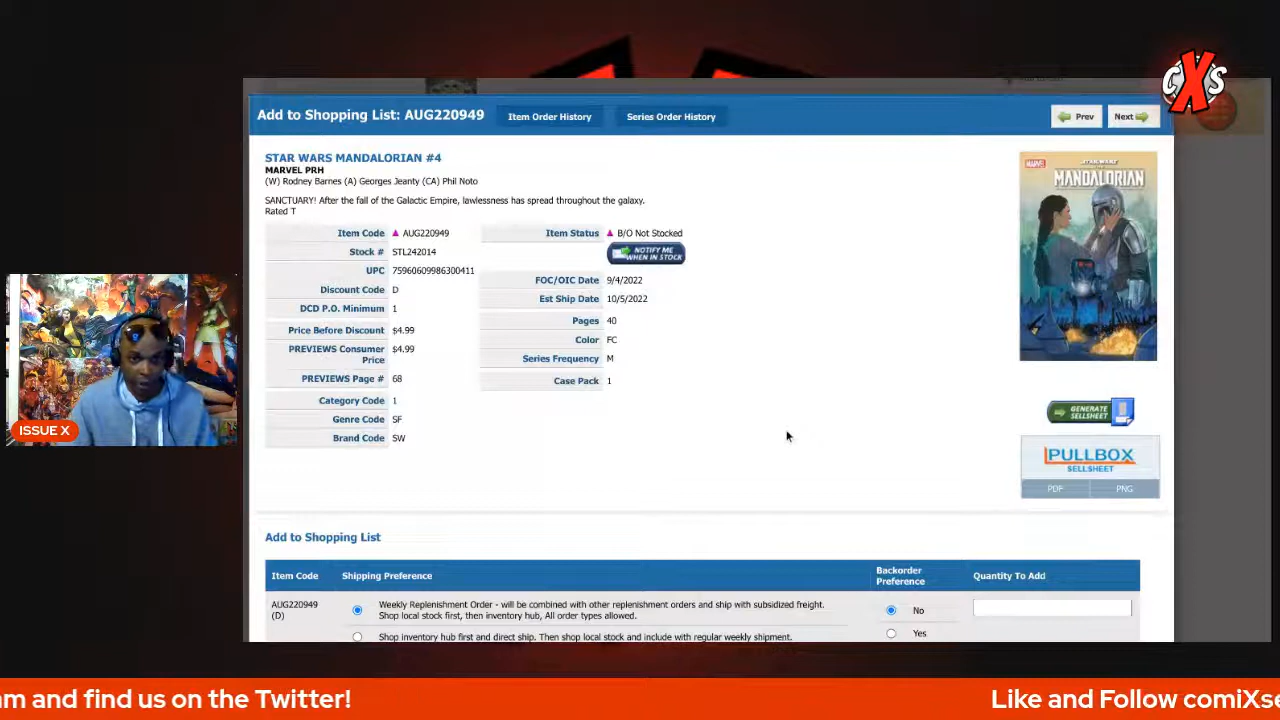 CXS
Add to Shopping List: AUG220949
Item Order History
Series Order History
Prev
Next
STAR WARS MANDALORIAN #4
MARVEL PRH
(W) Rodney Barnes (A) Georges Jeanty (CA) Phil Noto
SANCTUARY! After the fall of the Galactic Empire, lawlessness has spread throughout the galaxy.
Rated T
Item Code AUG220949
Stock # STL242014
UPC 75960609986300411
Discount Code D
DCD P.O. Minimum 1
Price Before Discount $4.99
PREVIEWS Consumer
Price $4.99
PREVIEWS Page # 68
Category Code 1
Genre Code SF
Brand Code SW
Item Status B/O Not Stocked
NOTIFY ME
WHEN IN STOCK
FOC/OIC Date 9/4/2022
Est Ship Date 10/5/2022
Pages 40
Color FC
Series Frequency M
Case Pack 1
MARVEL
STAR WARS
MANDALORIAN
GENERATE
SELLSHEET
PULLBOX
SELLSHEET
PDF
PNG
ISSUE X
Add to Shopping List
Item Code
Shipping Preference
Backorder
Preference
Quantity To Add
AUG220949
(D)
Weekly Replenishment Order - will be combined with other replenishment orders and ship with subsidized freight.
Shop local stock first, then inventory hub, All order types allowed.
No
Shop inventory hub first and direct ship. Then shop local stock and include with regular weekly shipment.
Yes
am and find us on the Twitter!
Like and Follow comiXse